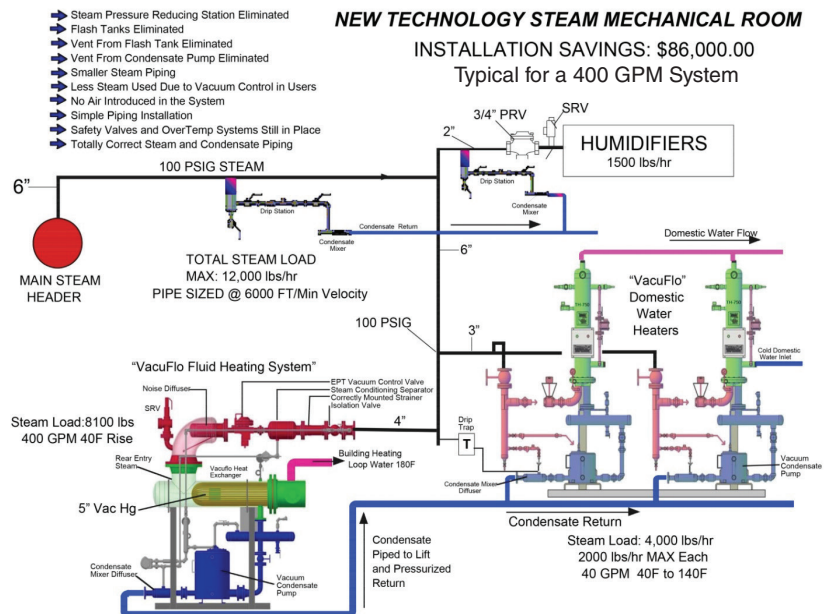 Steam Pressure Reducing Station Eliminated
Flash Tanks Eliminated
Vent From Flash Tank Eliminated
Vent From Condensate Pump Eliminated
Smaller Steam Piping
Less Steam Used Due to Vacuum Control in Users
No Air Introduced in the System
Simple Piping Installation
Safety Valves and OverTemp Systems Still in Place
Totally Correct Steam and Condensate Piping
NEW TECHNOLOGY STEAM MECHANICAL ROOM
INSTALLATION SAVINGS: $86,000.00
Typical for a 400 GPM System
3/4" PRV
SRV
2"
HUMIDIFIERS
1500 lbs/hr
6"
100 PSIG STEAM
Drip Station
Condensate Mixer
Condensate Return
Drip Station
Condensate
Mixer
MAIN STEAM
HEADER
TOTAL STEAM LOAD
MAX: 12,000 lbs/hr
PIPE SIZED @ 6000 FT/Min Velocity
6"
Domestic Water Flow
"VacuFlo"
Domestic
Water
Heaters
TH-700
TH-700
Cold Domestic
Water Inlet
100 PSIG
3"
"VacuFlo Fluid Heating System"
Noise Diffuser
SRV
EPT Vacuum Control Valve
Steam Conditioning Separator
Correctly Mounted Strainer
Isolation Valve
4"
Steam Load:8100 lbs
400 GPM 40F Rise
Rear Entry
Steam
Vacuflo Heat
Exchanger
5" Vac Hg
Building Heating
Loop Water 180F
Drip
Trap
T
Condensate Mixer
Diffuser
Vacuum
Condensate
Pump
Condensate Return
Condensate
Piped to Lift
and Pressurized
Return
Steam Load: 4,000 lbs/hr
2000 lbs/hr MAX Each
40 GPM 40F to 140F
Condensate
Mixer Diffuser
Vacuum
Condensate
Pump